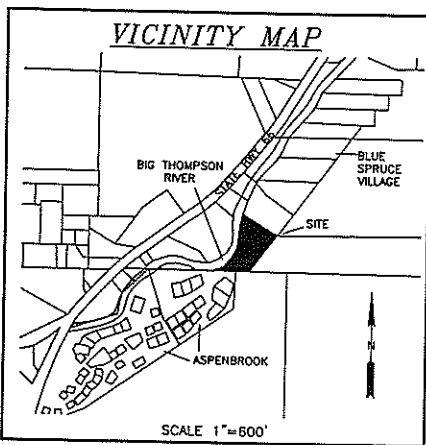 VICINITY MAP
STATE HWY 66
BIG THOMPSON
RIVER
BLUE
SPRUCE
VILLAGE
SITE
N
ASPENBROOK
SCALE 1"=600'